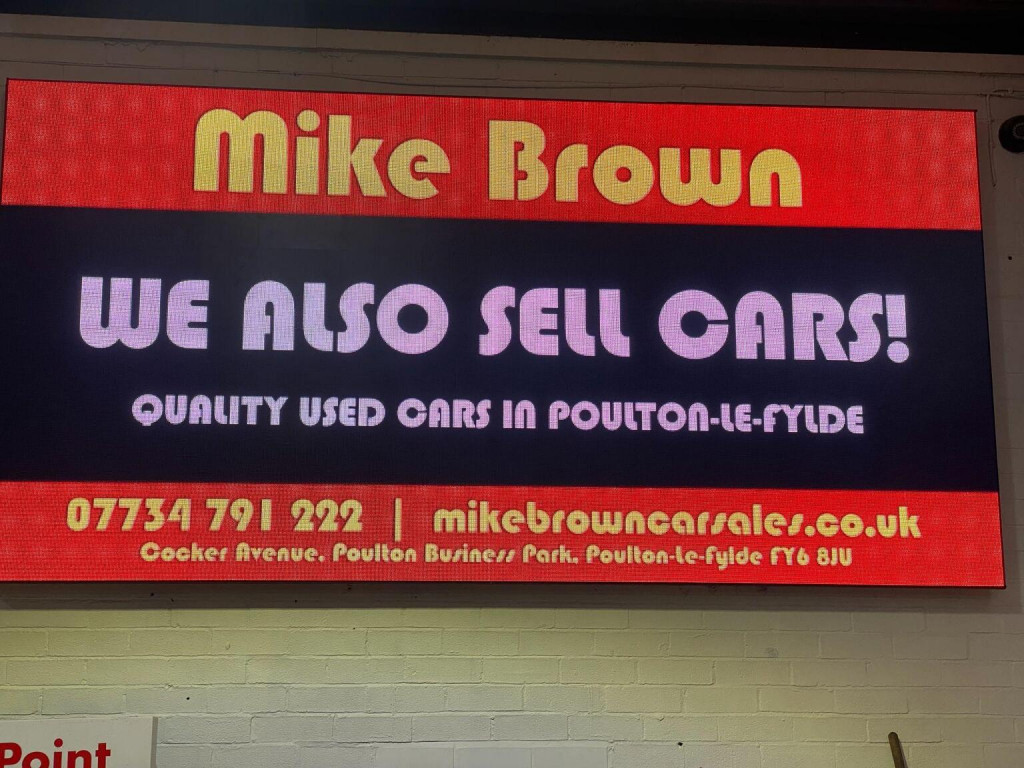 Mike Brown
WE ALSO SELL CARS!
QUALITY USED CARS IN POULTON-LE-FYLDE
07734 791 222 | mikebrowncarsales.co.uk
Cocker Avenue, Poulton Business Park, Poulton-Le-Fylde FY6 8JU
Point